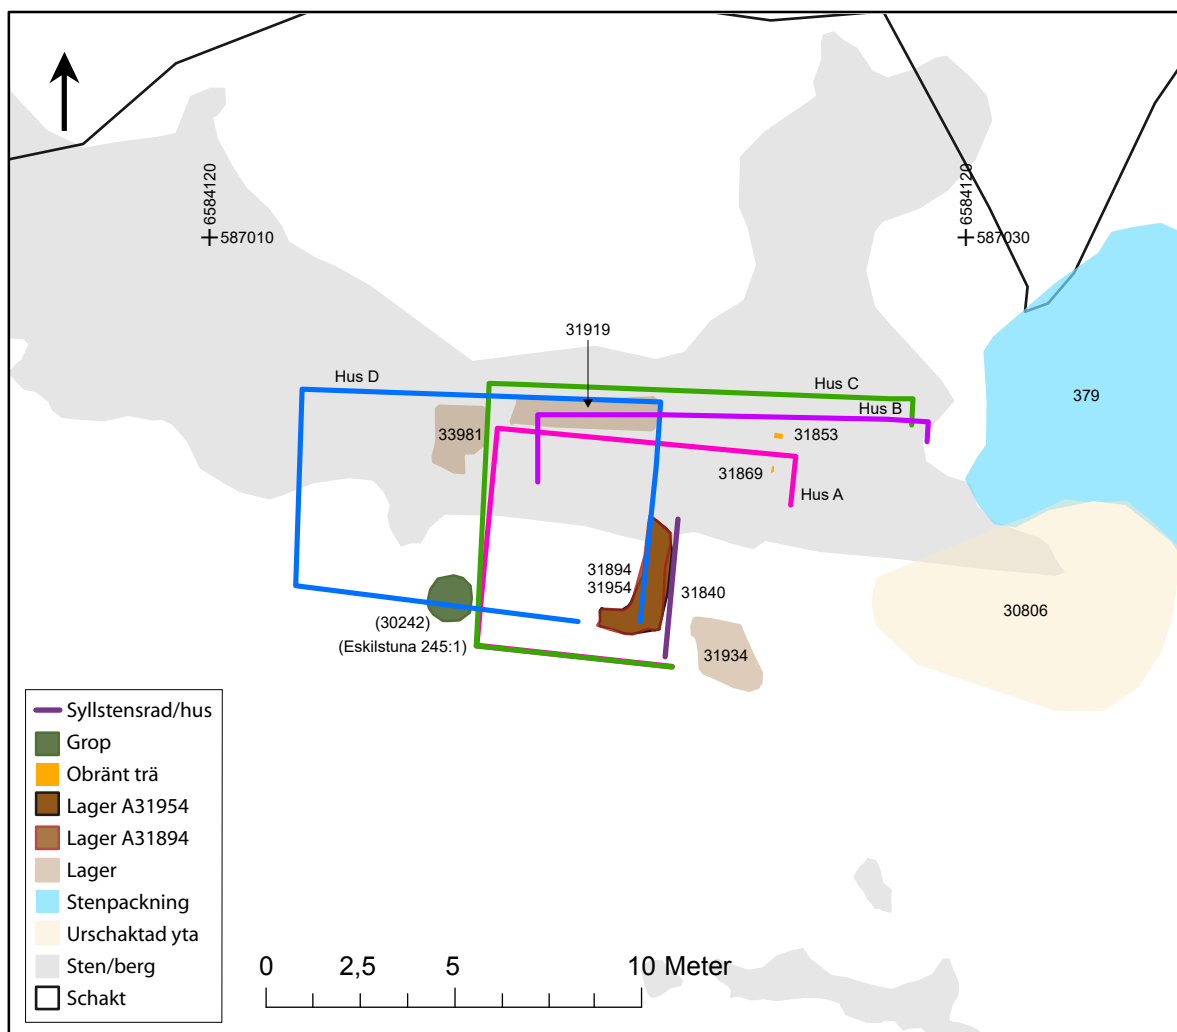 6584120
587010
6584120
587030
31919
Hus D
Hus C
Hus B
379
33981
31853
31869
Hus A
31894
31954
31840
30806
(30242)
(Eskilstuna 245:1)
31934
Syllstensrad/hus
Grop
Obränt trä
Lager A31954
Lager A31894
Lager
Stenpackning
Urschaktad yta
Sten/berg
Schakt
0 2,5 5 10 Meter